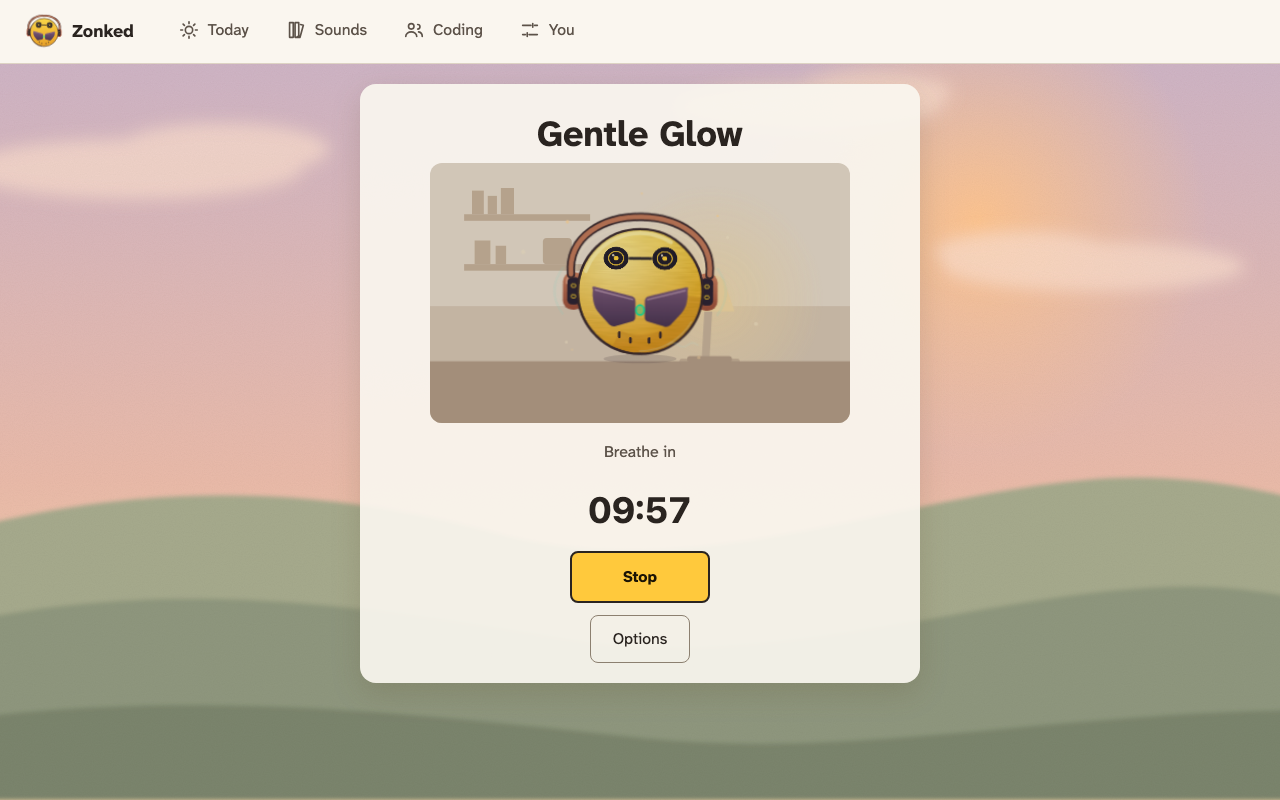 Zonked
Today
Sounds
Coding
You
Gentle Glow
Breathe in
09:57
Stop
Options